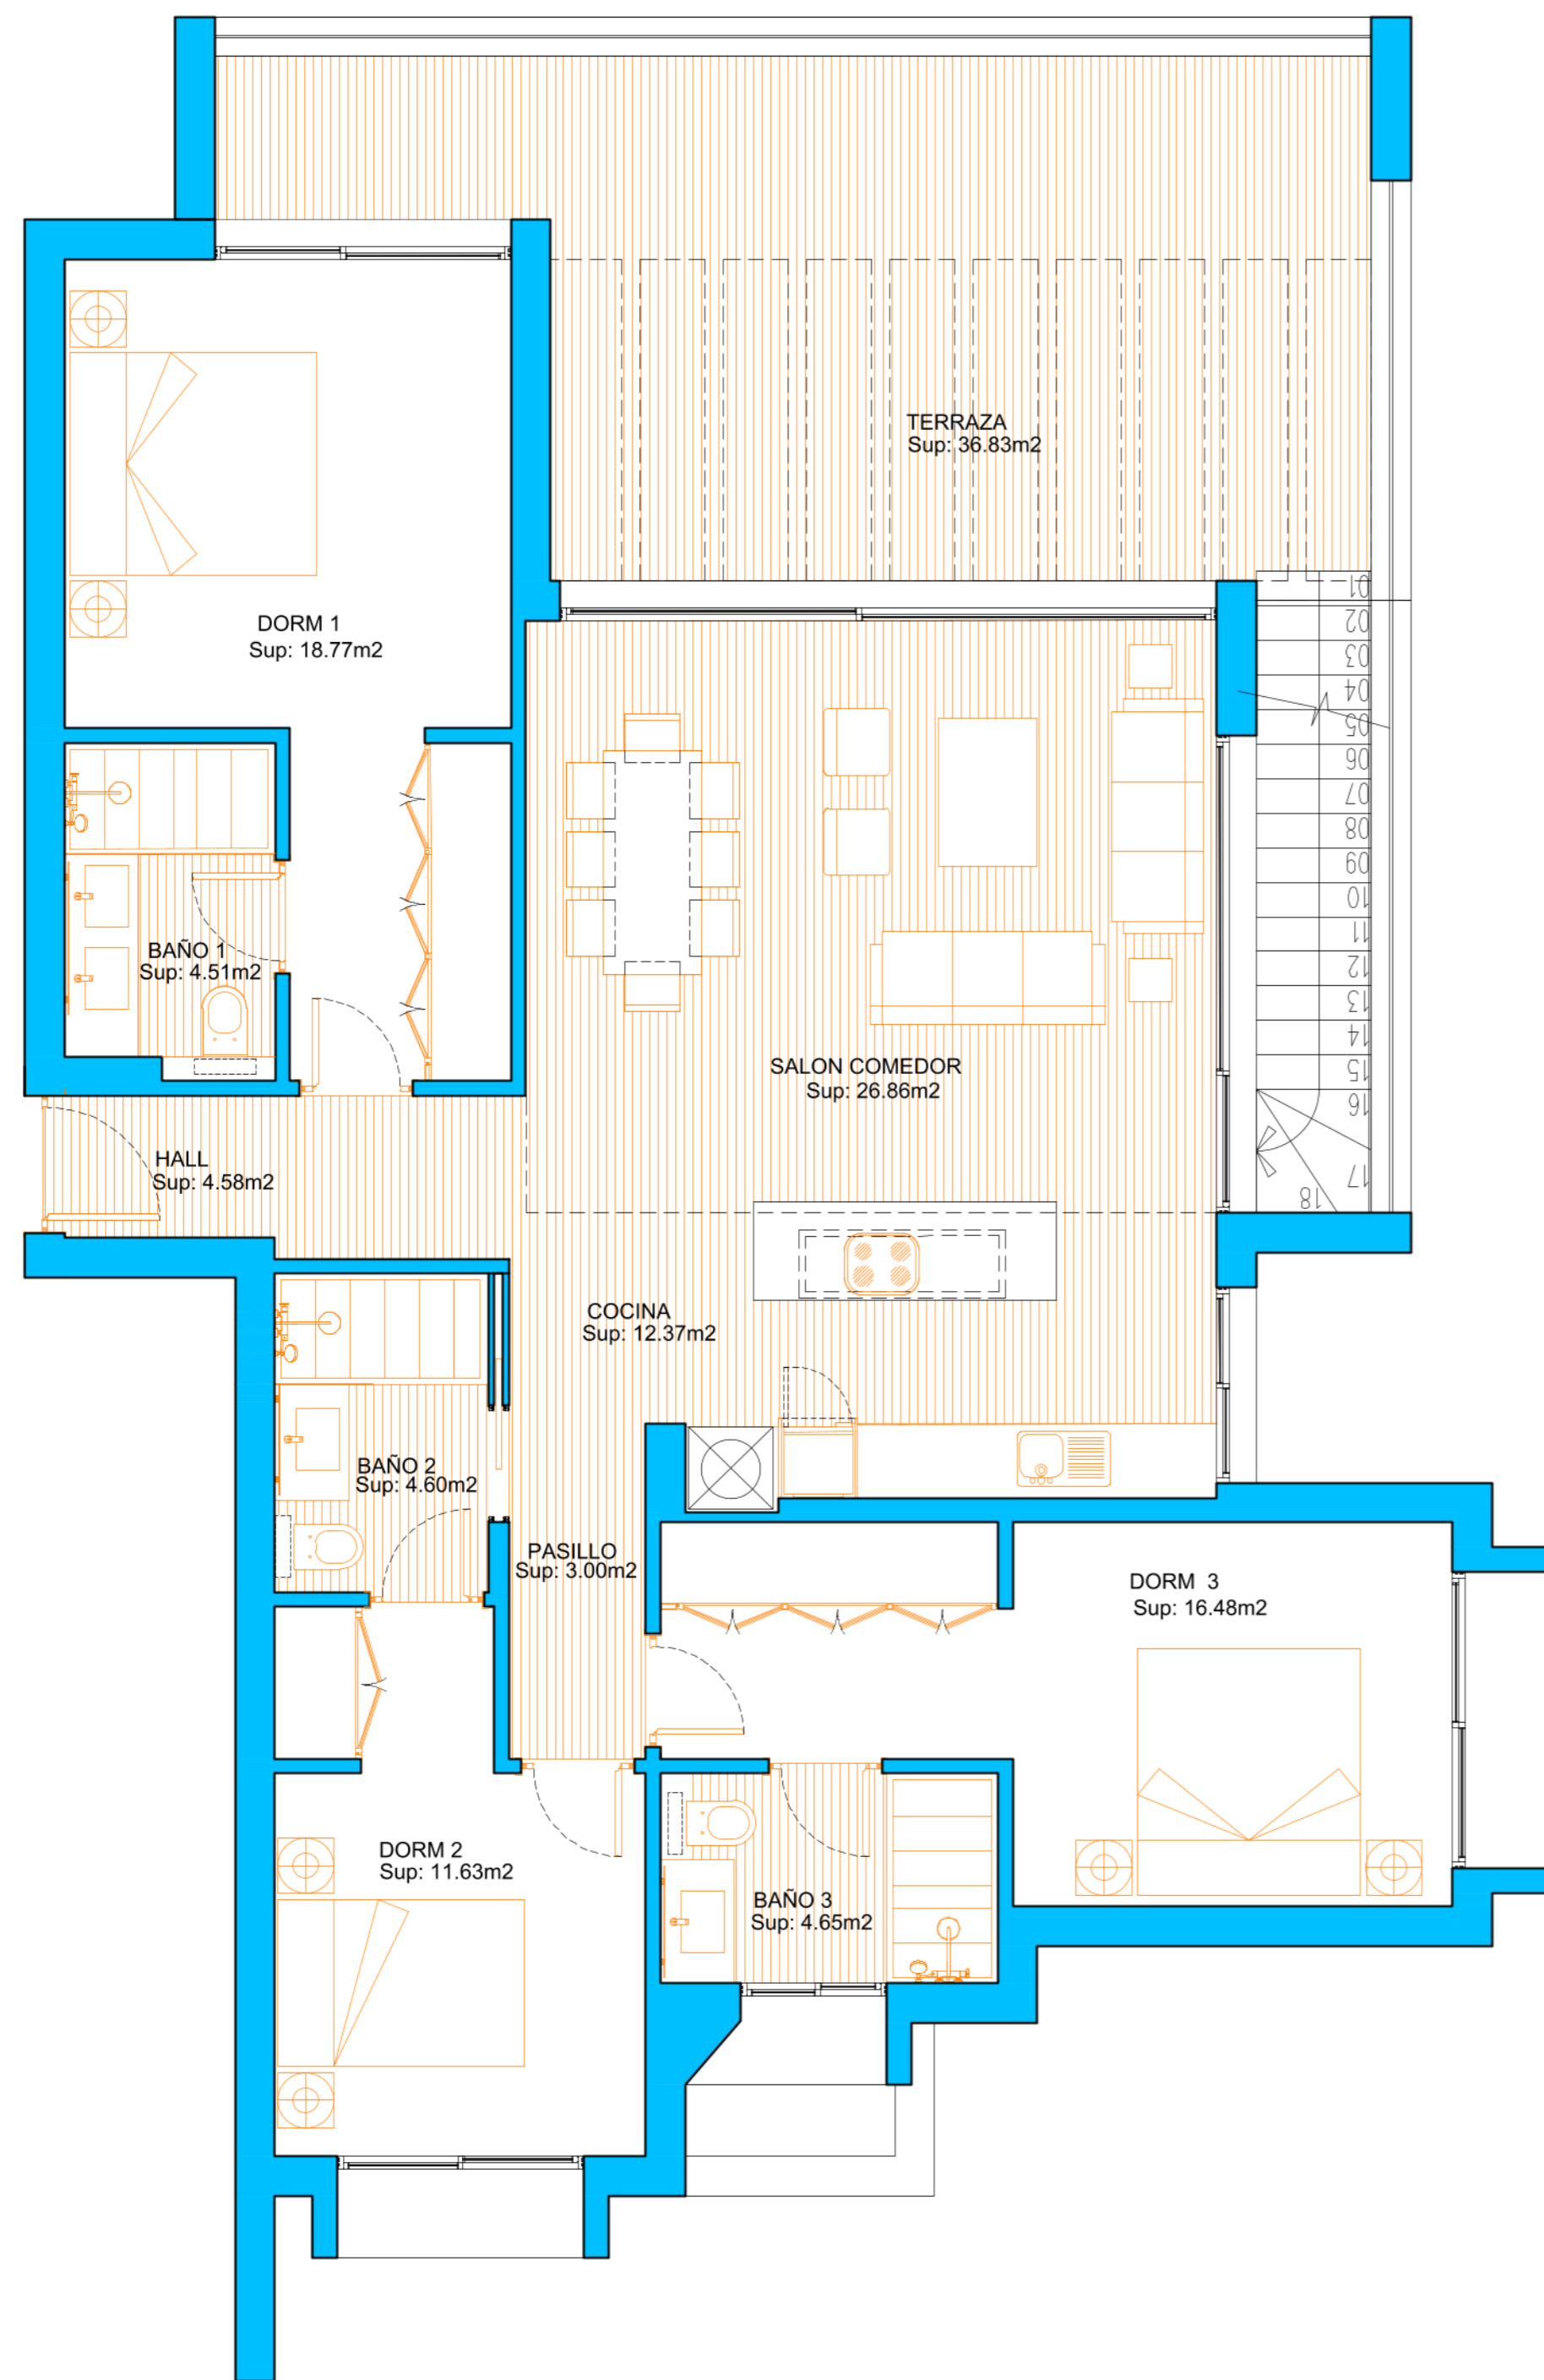 TERRAZA
Sup: 36.83m2
DORM 1
Sup: 18.77m2
01
02
03
04
05
06
07
08
09
10
11
12
13
14
15
16
17
18
BAÑO 1
Sup: 4.51m2
SALON COMEDOR
Sup: 26.86m2
HALL
Sup: 4.58m2
COCINA
Sup: 12.37m2
BAÑO 2
Sup: 4.60m2
PASILLO
Sup: 3.00m2
DORM  3
Sup: 16.48m2
DORM 2
Sup: 11.63m2
BAÑO 3
Sup: 4.65m2